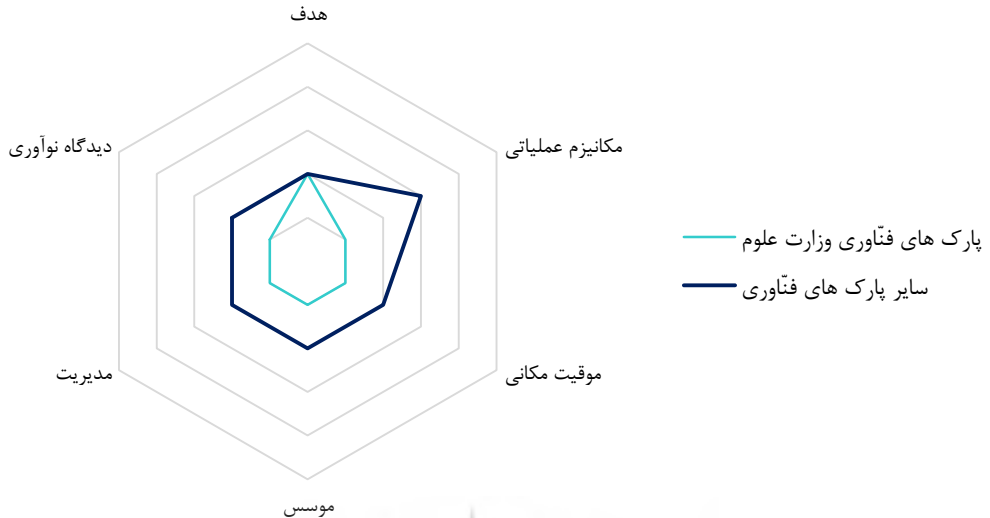 هدف
مکانیزم عملیاتی
موقیت مکانی
موسس
مدیریت
دیدگاه نوآوری
پارک های فنّاوری وزارت علوم
سایر پارک های فنّاوری